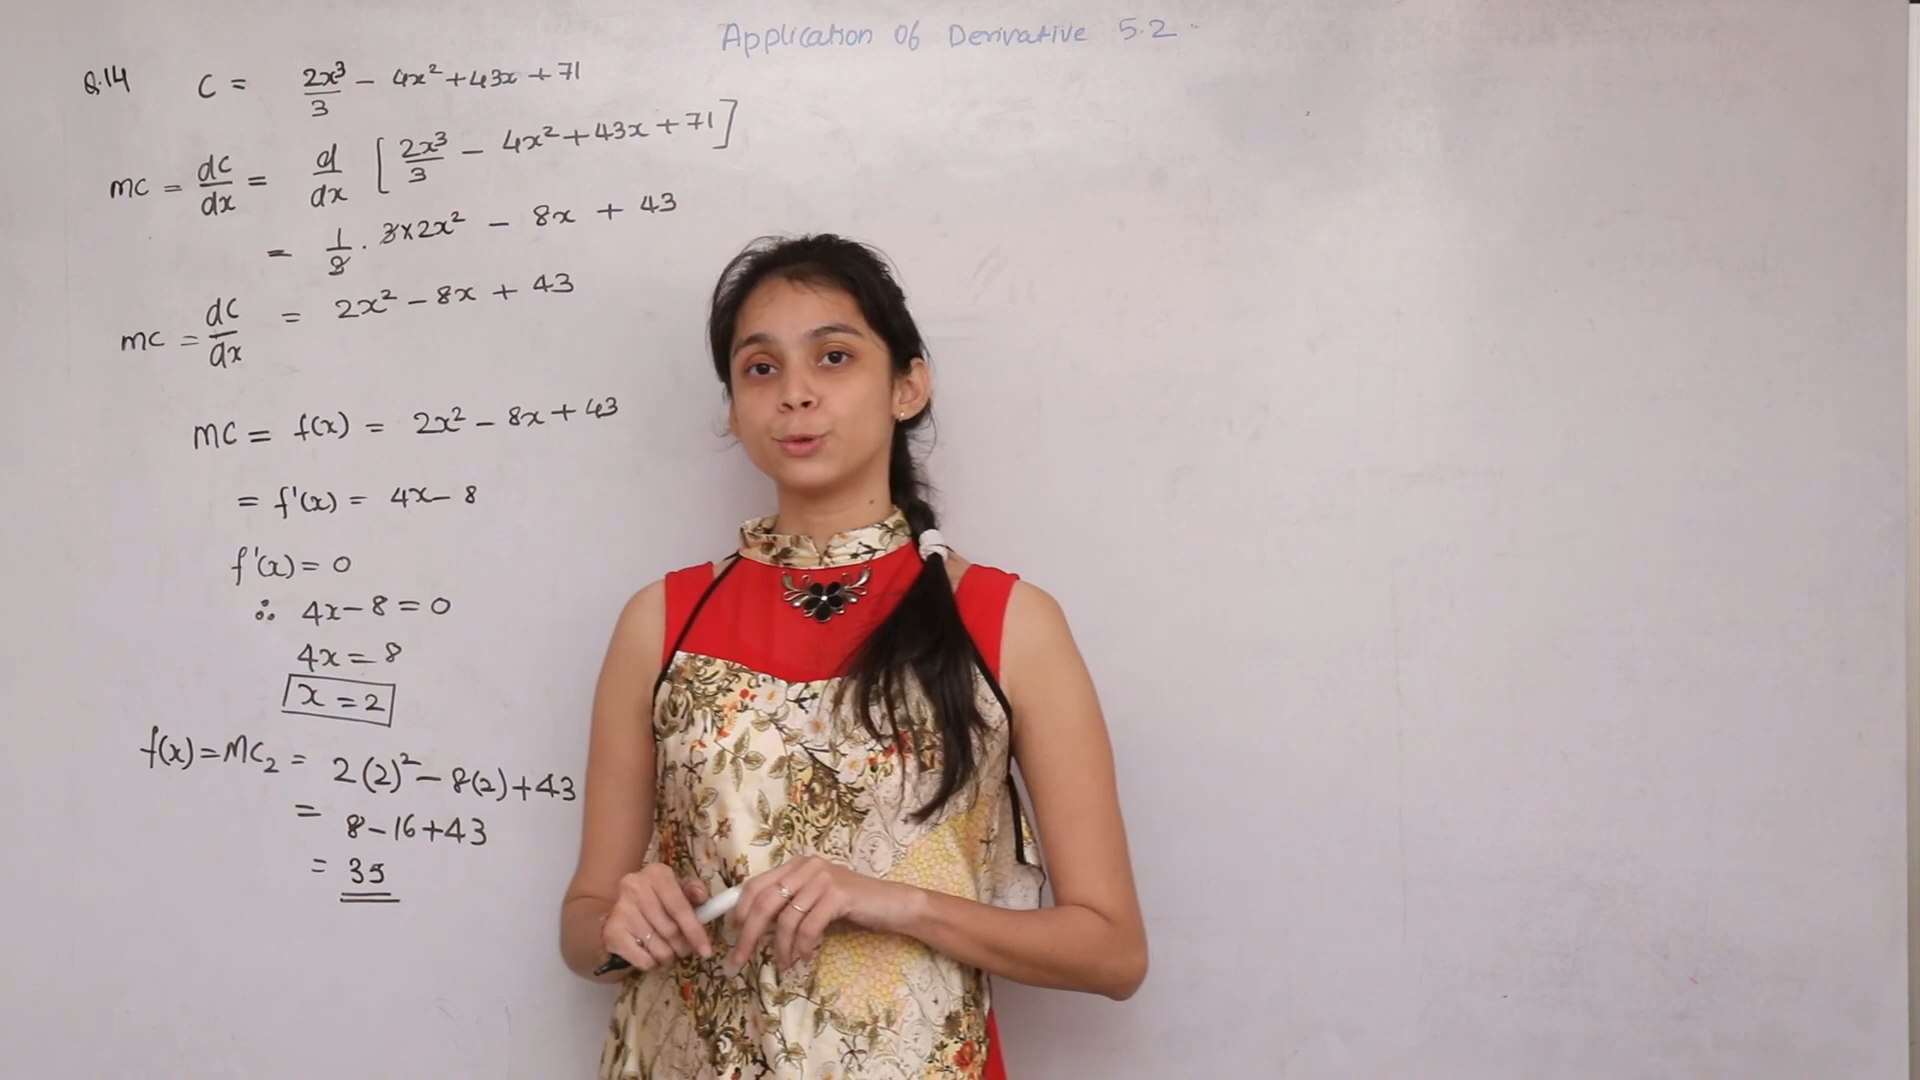 Application Of Derivative 5.2
Q.14 C = 2x³/3 - 4x² + 43x + 71
mc = dc/dx = d/dx [2x³/3 - 4x² + 43x + 71]
= 1/3 . 3×2x² - 8x + 43
mc = dc/dx = 2x² - 8x + 43
MC = f(x) = 2x² - 8x + 43
= f'(x) = 4x - 8
f'(x) = 0
∴ 4x - 8 = 0
4x = 8
x = 2
f(x) = MC₂ = 2(2)² - 8(2) + 43
= 8 - 16 + 43
= 35